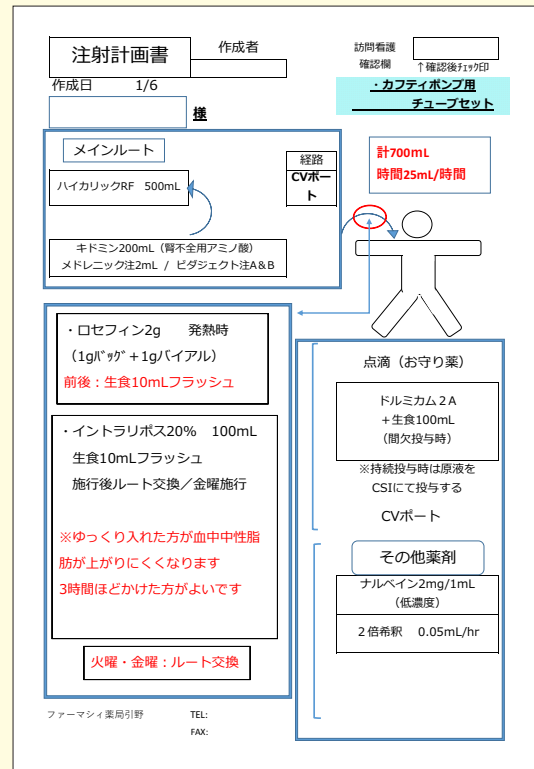 注射計画書
作成者
訪問看護
確認欄
↑確認後ﾁｪｯｸ印
作成日 1/6
・カフティポンプ用
チューブセット
様
メインルート
ハイカリックRF 500mL
経路
CVポー
ト
計700mL
時間25mL/時間
キドミン200mL（腎不全用アミノ酸）
メドレニック注2mL / ビダジェクト注A&B
・ロセフィン2g 発熱時
（1gﾊﾞｯｸﾞ+1gバイアル）
前後：生食10mLフラッシュ
・イントラリポス20% 100mL
生食10mLフラッシュ
施行後ルート交換／金曜施行
※ゆっくり入れた方が血中中性脂
肪が上がりにくくなります
3時間ほどかけた方がよいです
火曜・金曜：ルート交換
点滴（お守り薬）
ドルミカム２A
＋生食100mL
（間欠投与時）
※持続投与時は原液を
CSIにて投与する
CVポート
その他薬剤
ナルベイン2mg/1mL
（低濃度）
２倍希釈 0.05mL/hr
ファーマシィ薬局引野
TEL:
FAX: